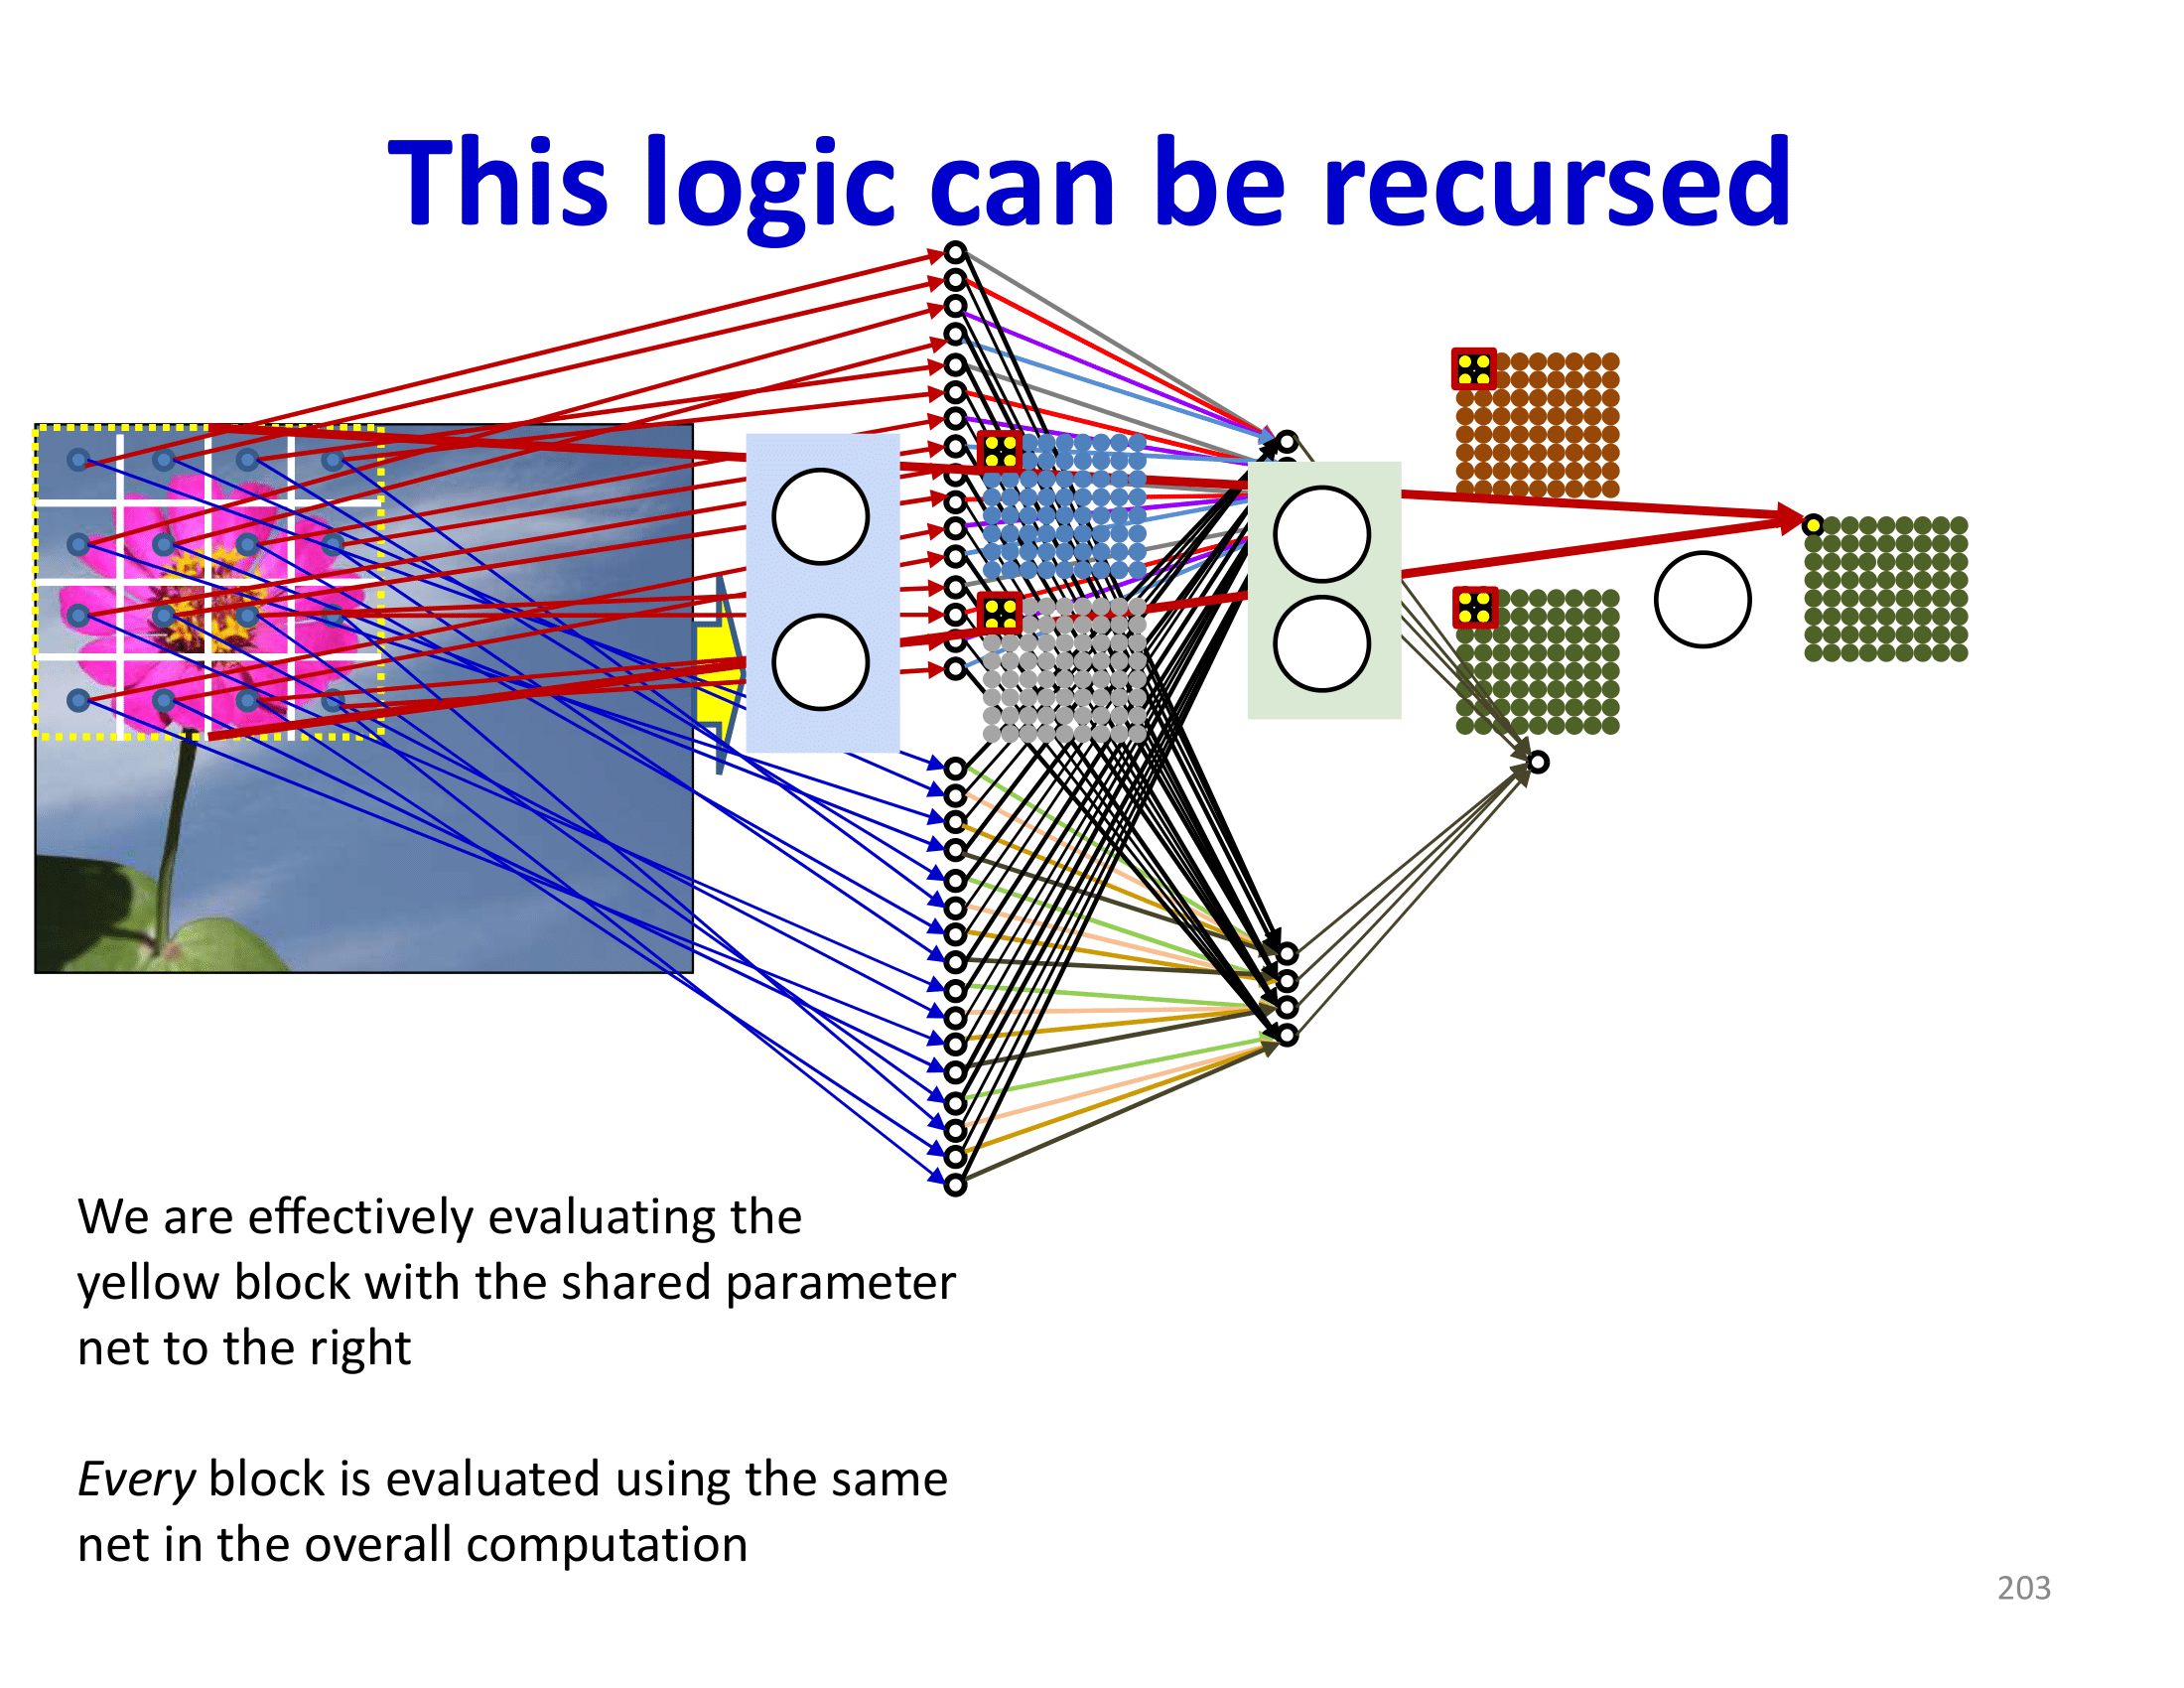 This logic can be recursed
We are effectively evaluating the
yellow block with the shared parameter
net to the right
Every block is evaluated using the same
net in the overall computation
203